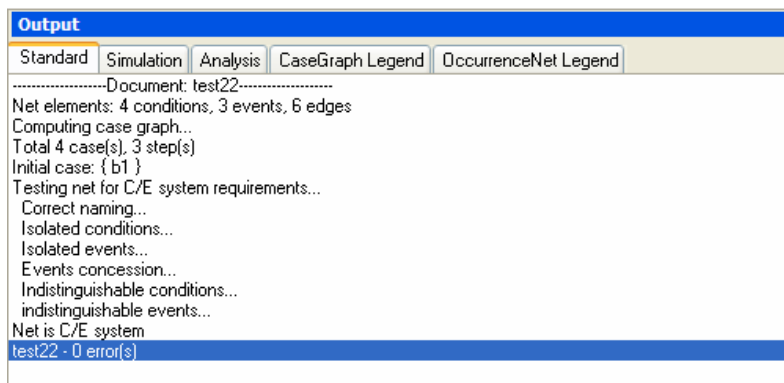 Output
Standard Simulation Analysis CaseGraph Legend OccurrenceNet Legend
-------------------Document: test22-------------------
Net elements: 4 conditions, 3 events, 6 edges
Computing case graph...
Total 4 case(s), 3 step(s)
Initial case: { b1 }
Testing net for C/E system requirements...
Correct naming...
Isolated conditions...
Isolated events...
Events concession...
Indistinguishable conditions...
indistinguishable events...
Net is C/E system
test22 - 0 error(s)